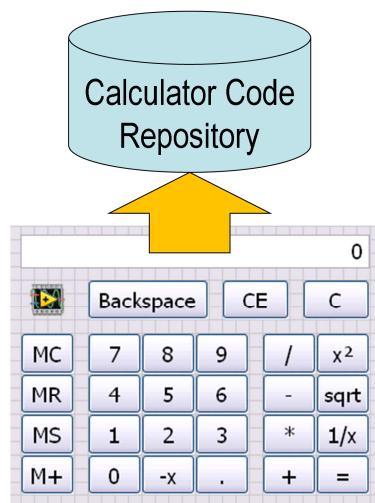 Calculator Code
Repository
0
Backspace CE C
MC 7 8 9 / x²
MR 4 5 6 - sqrt
MS 1 2 3 * 1/x
M+ 0 -x . + =